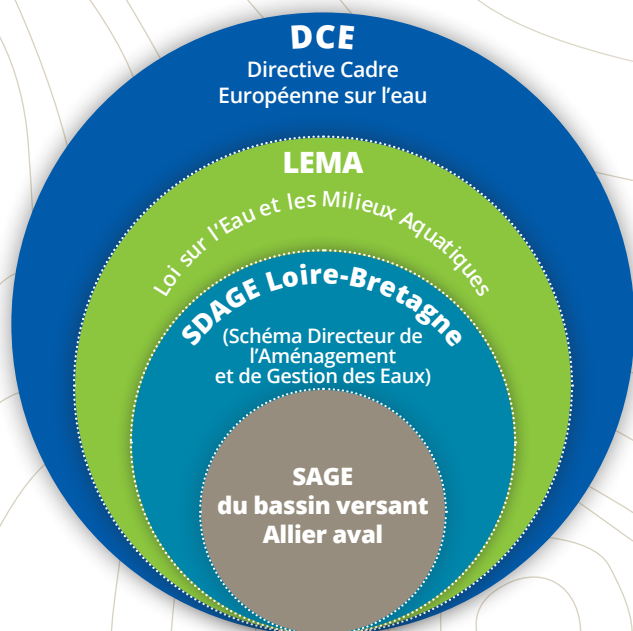 DCE
Directive Cadre
Européenne sur l’eau
LEMA
Loi sur l’Eau et les Milieux Aquatiques
SDAGE Loire-Bretagne
(Schéma Directeur de
l’Aménagement
et de Gestion des Eaux)
SAGE
du bassin versant
Allier aval